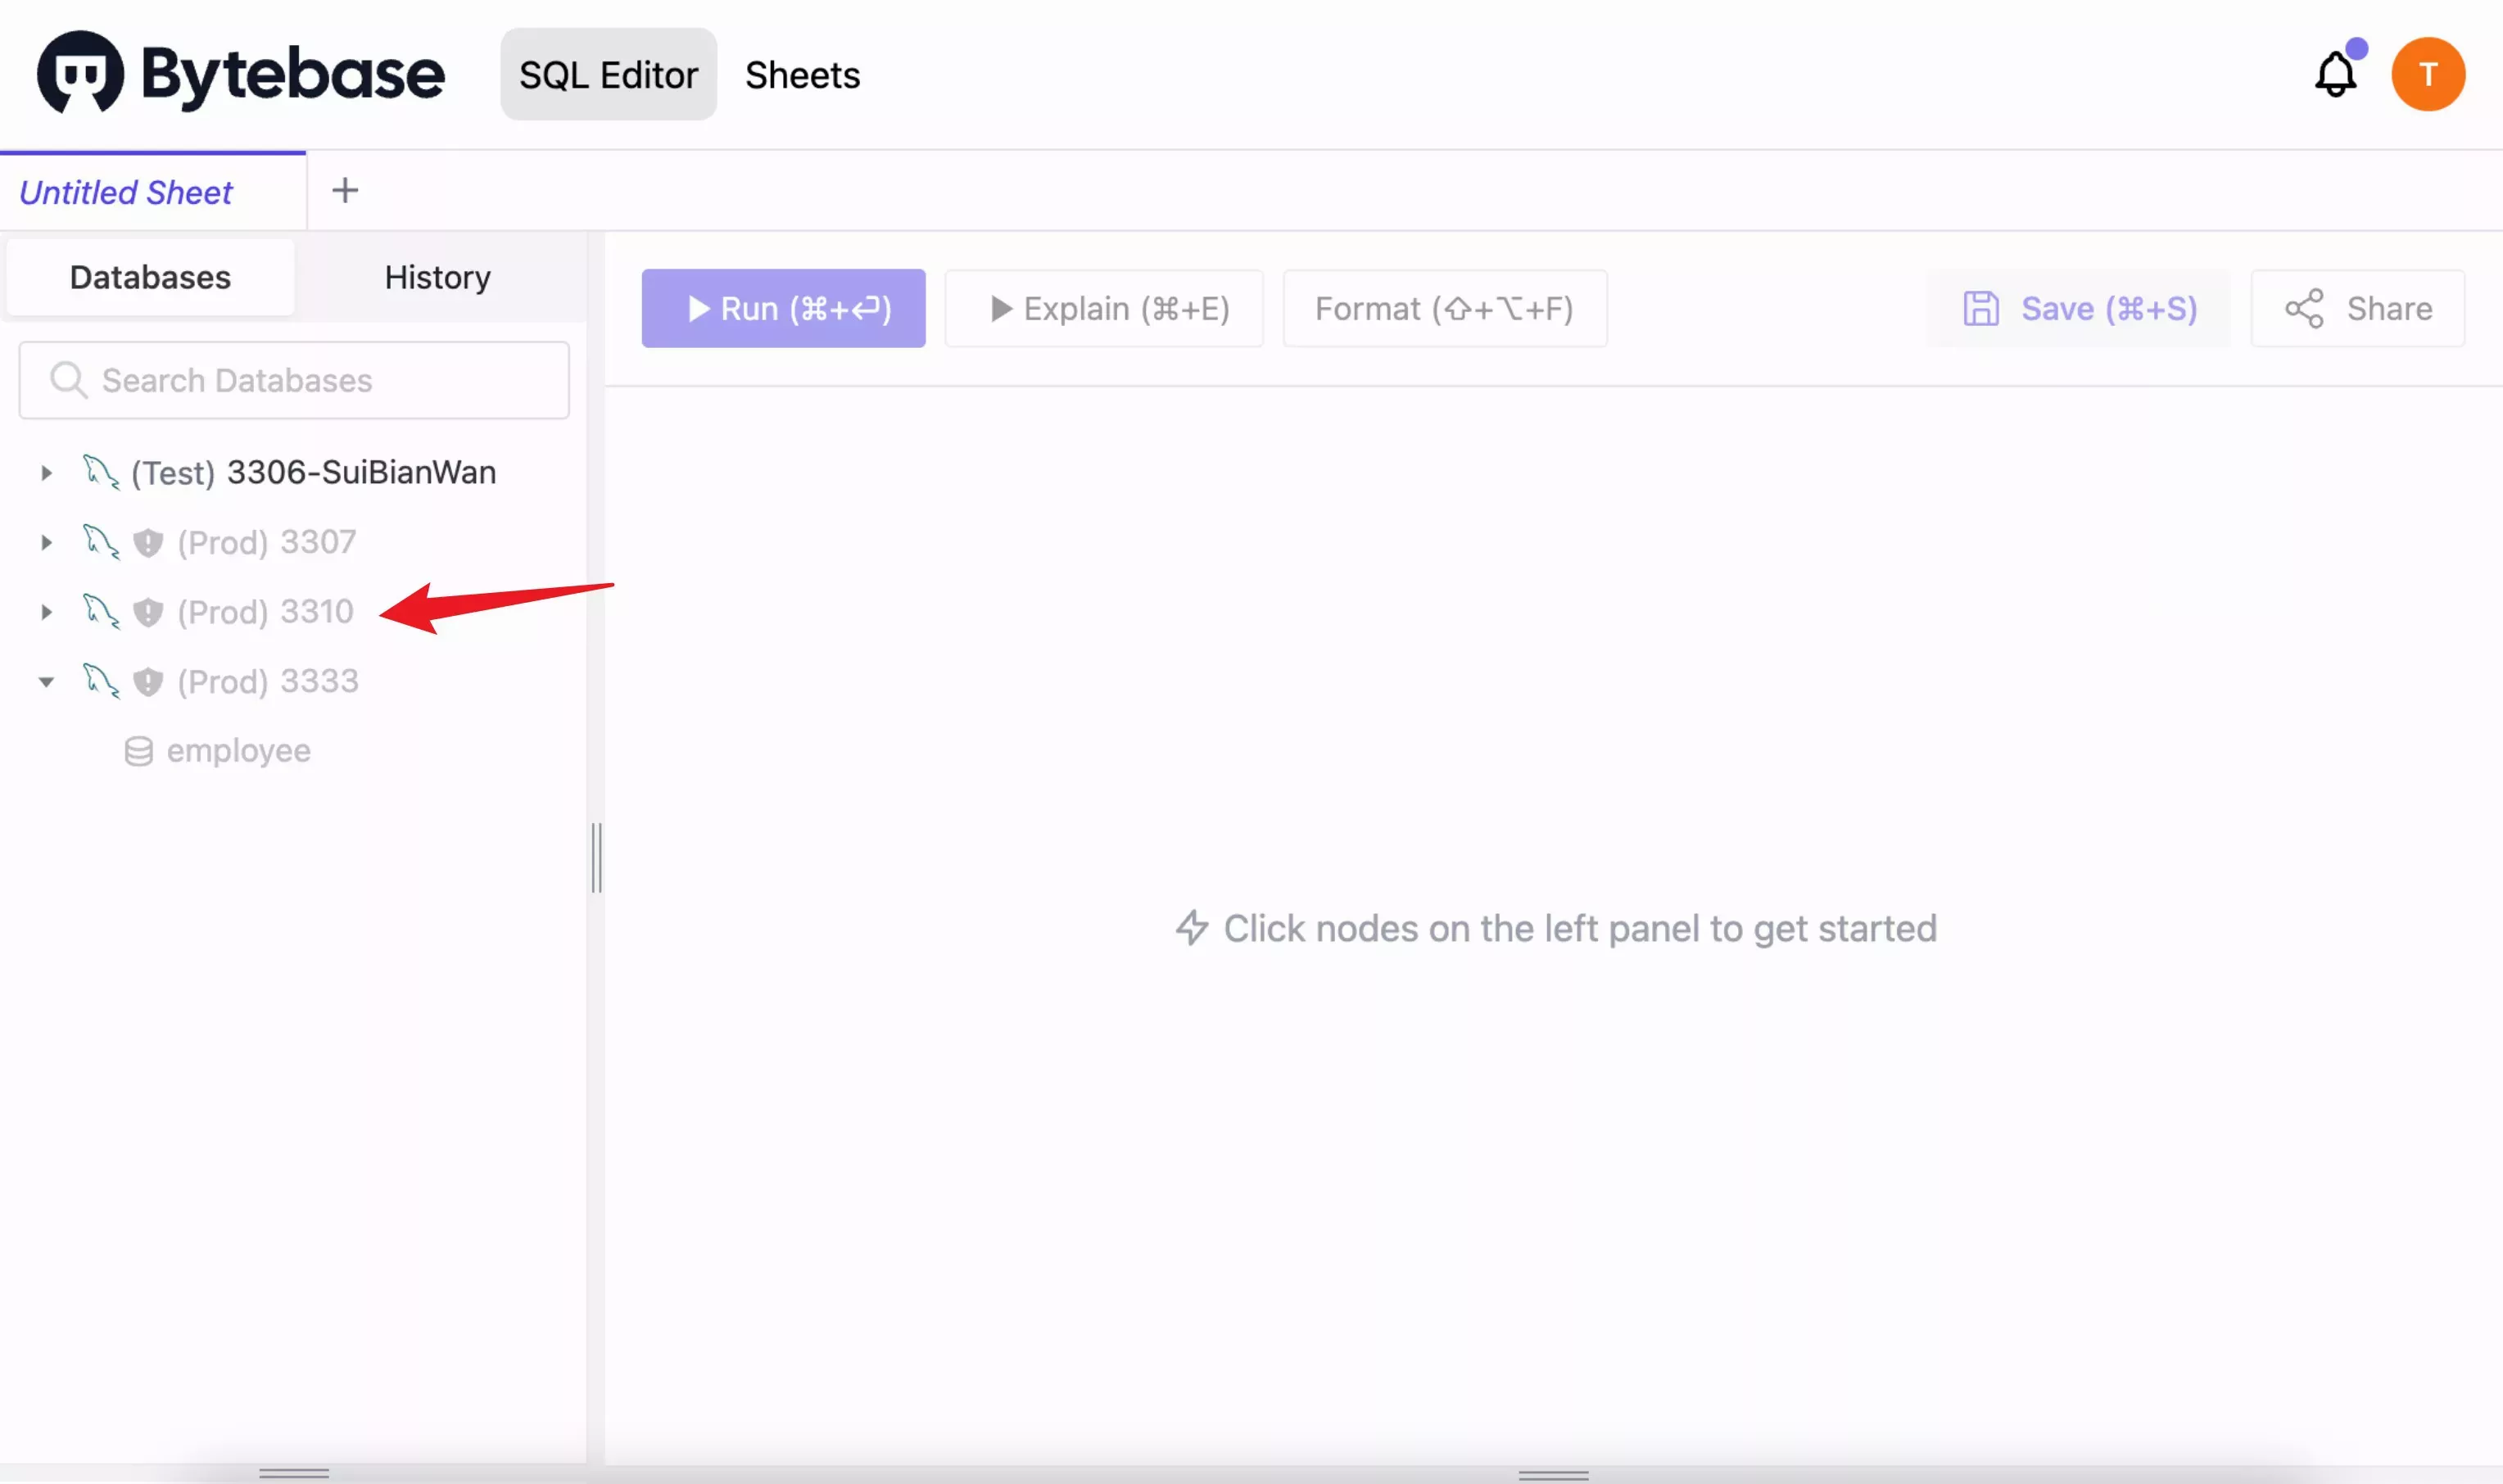 Bytebase SQL Editor Sheets T
Untitled Sheet +
Databases History
Run (⌘+⏎) Explain (⌘+E) Format (⇧+⌥+F) Save (⌘+S) Share
Search Databases
(Test) 3306-SuiBianWan
(Prod) 3307
(Prod) 3310
(Prod) 3333
employee
Click nodes on the left panel to get started